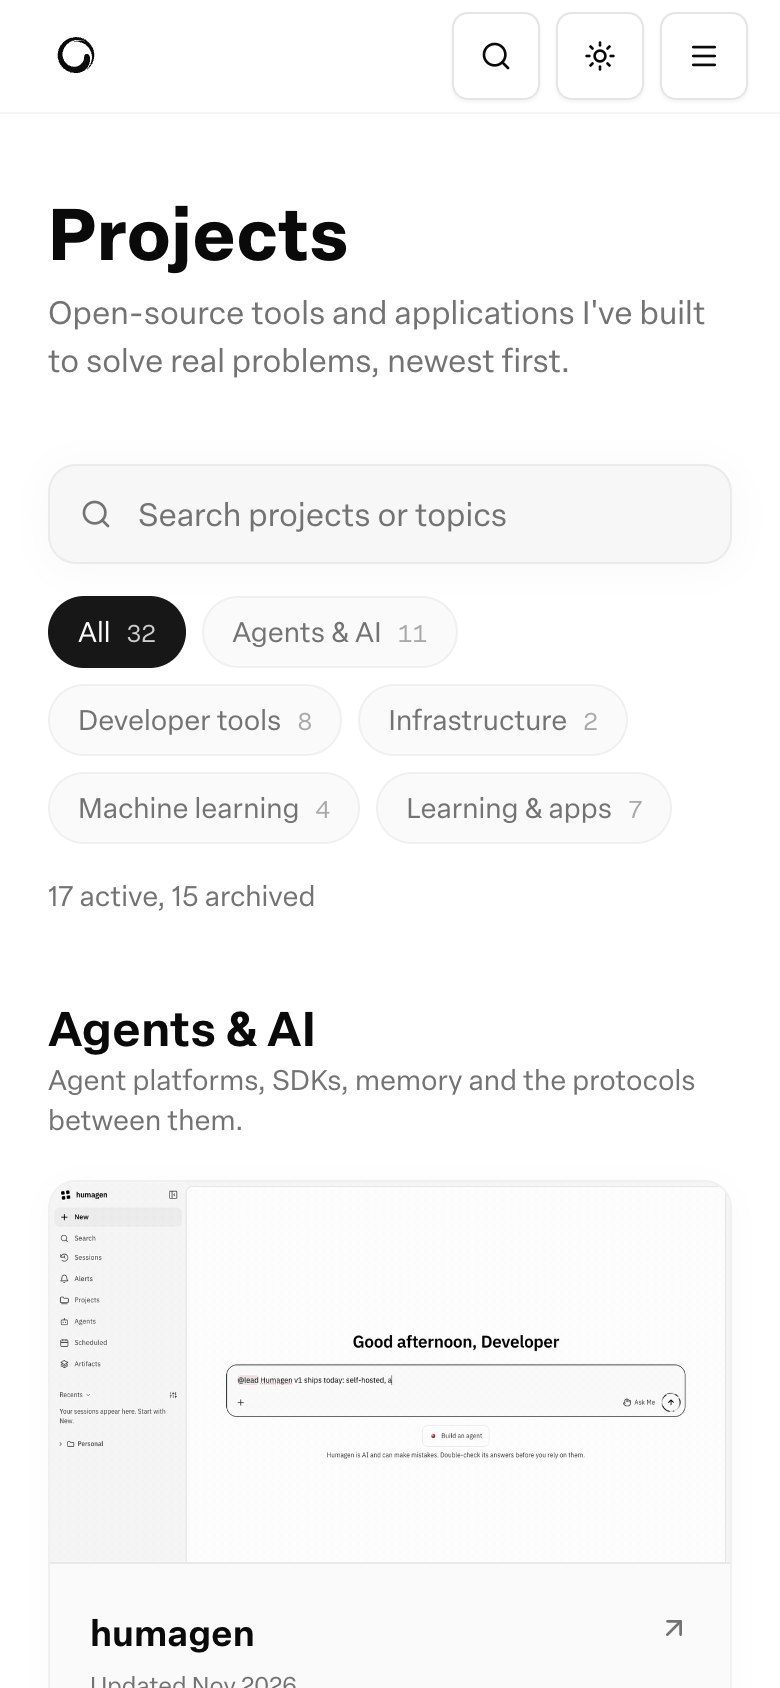 Projects
Open-source tools and applications I've built
to solve real problems, newest first.
Search projects or topics
All 32
Agents & AI 11
Developer tools 8
Infrastructure 2
Machine learning 4
Learning & apps 7
17 active, 15 archived
Agents & AI
Agent platforms, SDKs, memory and the protocols
between them.
humagen
New
Search
Sessions
Alerts
Projects
Agents
Scheduled
Artifacts
Recents
Your sessions appear here. Start with
New.
Personal
Good afternoon, Developer
@lead Humagen v1 ships today: self-hosted, a
Ask Me
Build an agent
Humagen is AI and can make mistakes. Double-check its answers before you rely on them.
humagen
Updated Nov 2026